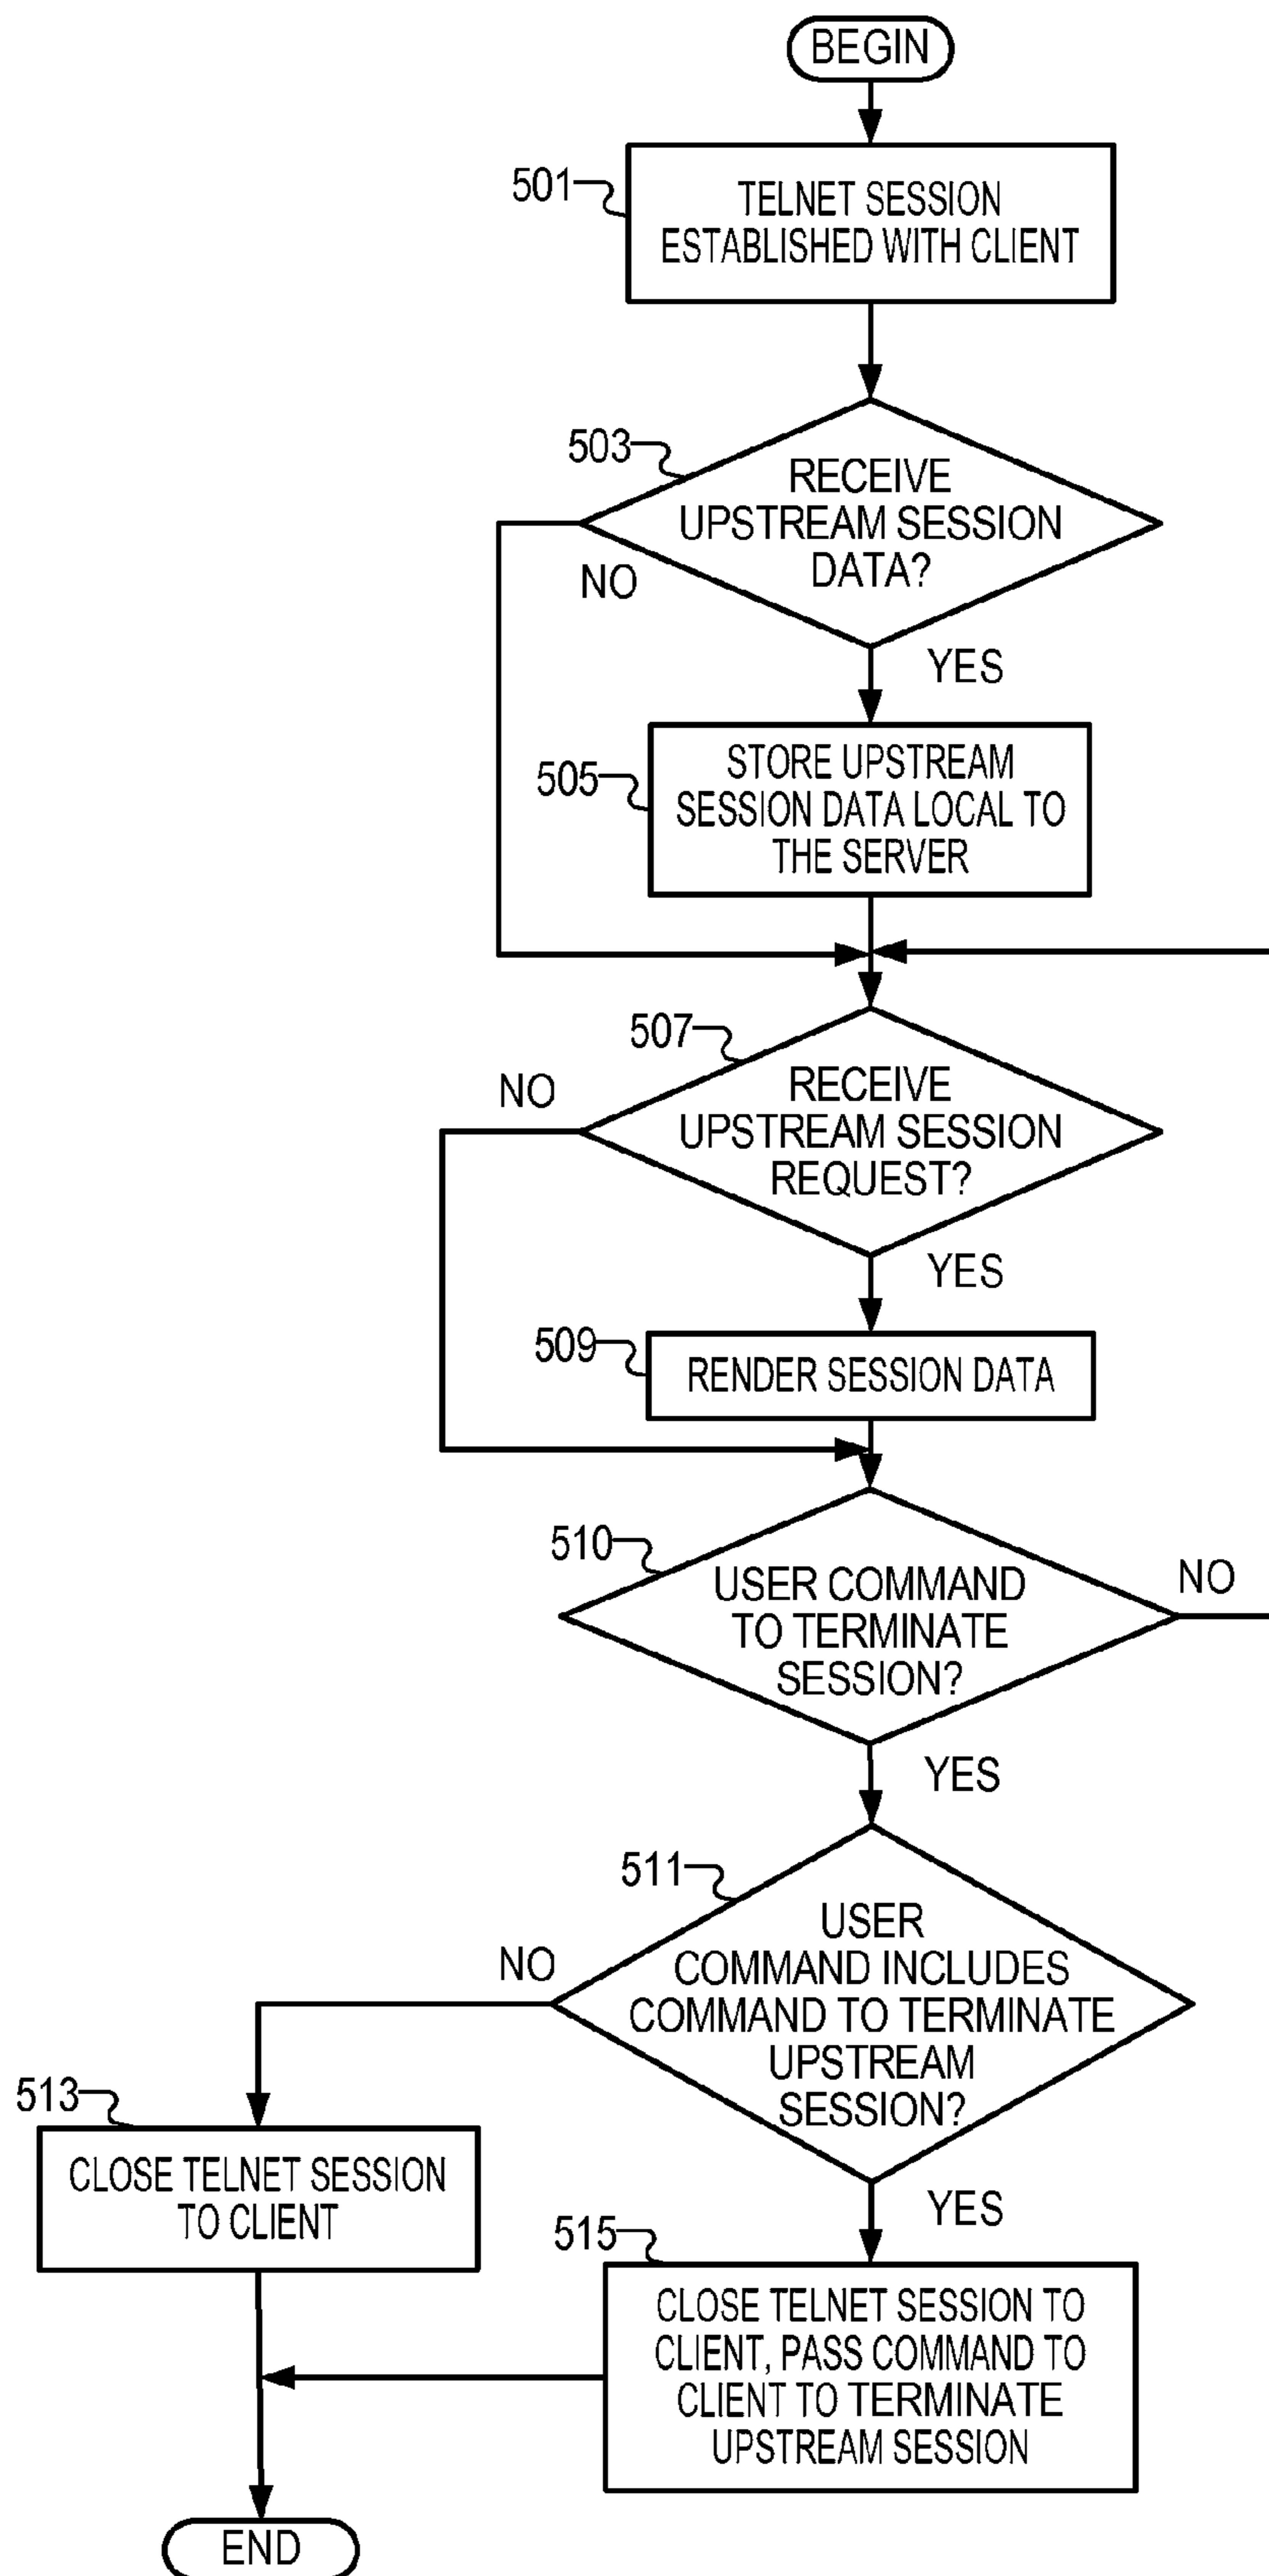 BEGIN
501
TELNET SESSION
ESTABLISHED WITH CLIENT
503
RECEIVE
UPSTREAM SESSION
DATA?
NO
YES
505
STORE UPSTREAM
SESSION DATA LOCAL TO
THE SERVER
507
RECEIVE
UPSTREAM SESSION
REQUEST?
NO
YES
509
RENDER SESSION DATA
510
USER COMMAND
TO TERMINATE
SESSION?
NO
YES
511
USER
COMMAND INCLUDES
COMMAND TO TERMINATE
UPSTREAM
SESSION?
NO
YES
513
CLOSE TELNET SESSION
TO CLIENT
515
CLOSE TELNET SESSION TO
CLIENT, PASS COMMAND TO
CLIENT TO TERMINATE
UPSTREAM SESSION
END